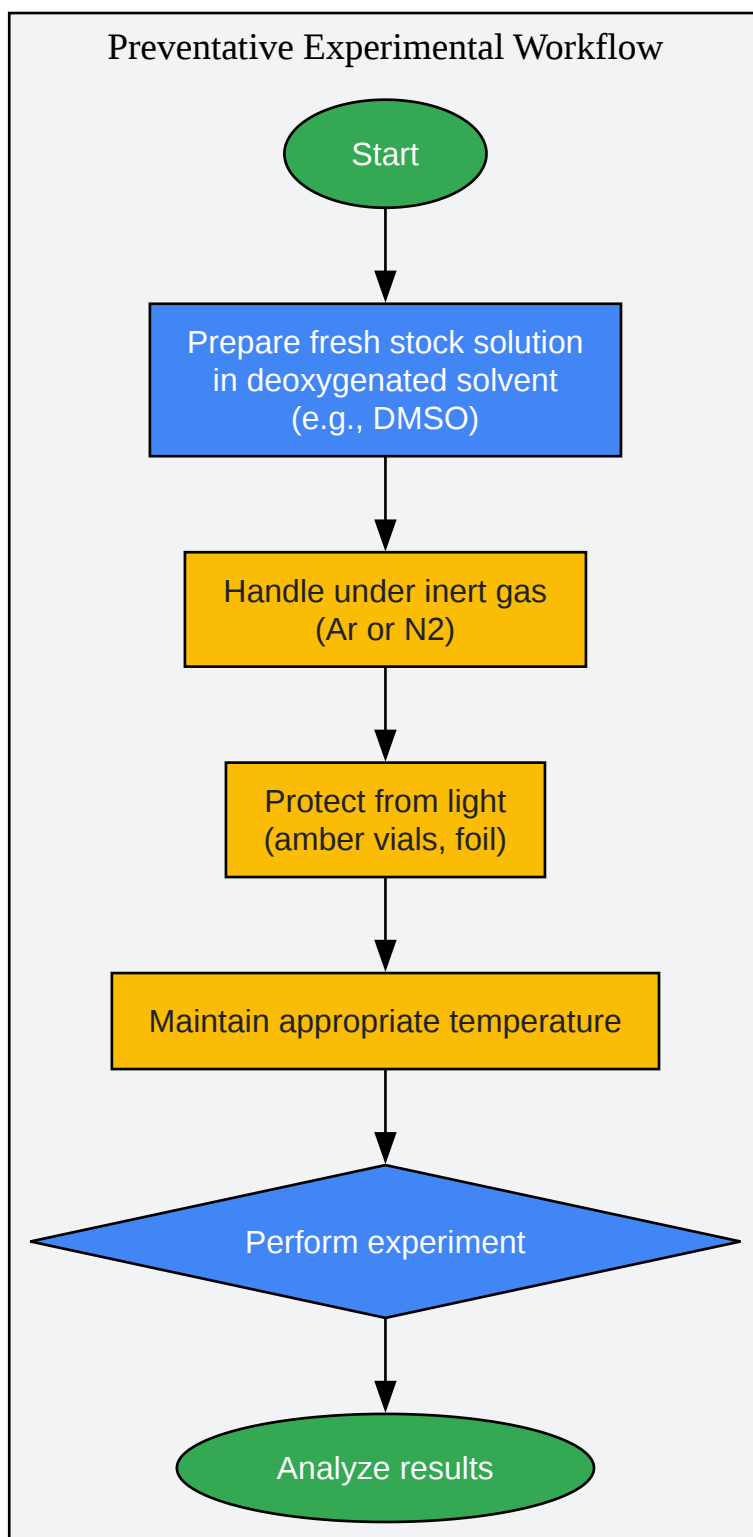 Preventative Experimental Workflow
Start
Prepare fresh stock solution
in deoxygenated solvent
(e.g., DMSO)
Handle under inert gas
(Ar or N2)
Protect from light
(amber vials, foil)
Maintain appropriate temperature
Perform experiment
Analyze results